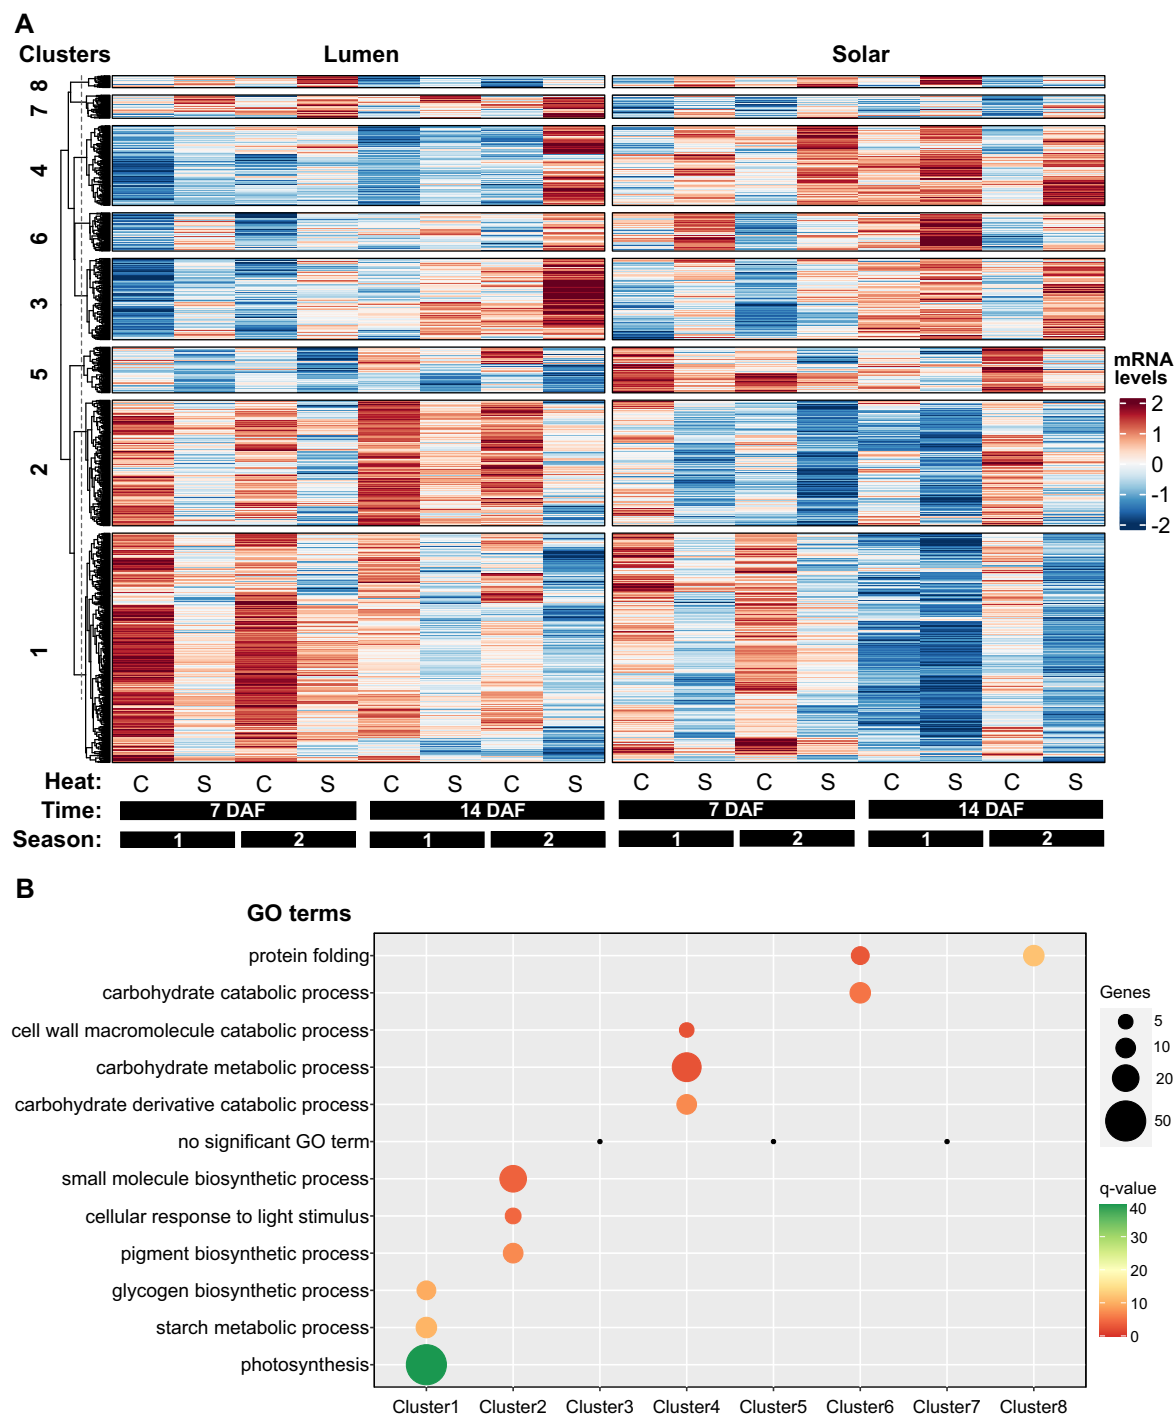 A
Clusters Lumen Solar
8
7
4
6
3
5
2
1
mRNA
levels
2
1
0
-1
-2
Heat: C S C S C S C S C S C S C S C S
Time: 7 DAF 14 DAF 7 DAF 14 DAF
Season: 1 2 1 2 1 2 1 2
B
GO terms
protein folding
carbohydrate catabolic process
cell wall macromolecule catabolic process
carbohydrate metabolic process
carbohydrate derivative catabolic process
no significant GO term
small molecule biosynthetic process
cellular response to light stimulus
pigment biosynthetic process
glycogen biosynthetic process
starch metabolic process
photosynthesis
Cluster1 Cluster2 Cluster3 Cluster4 Cluster5 Cluster6 Cluster7 Cluster8
Genes
5
10
20
50
q-value
40
30
20
10
0